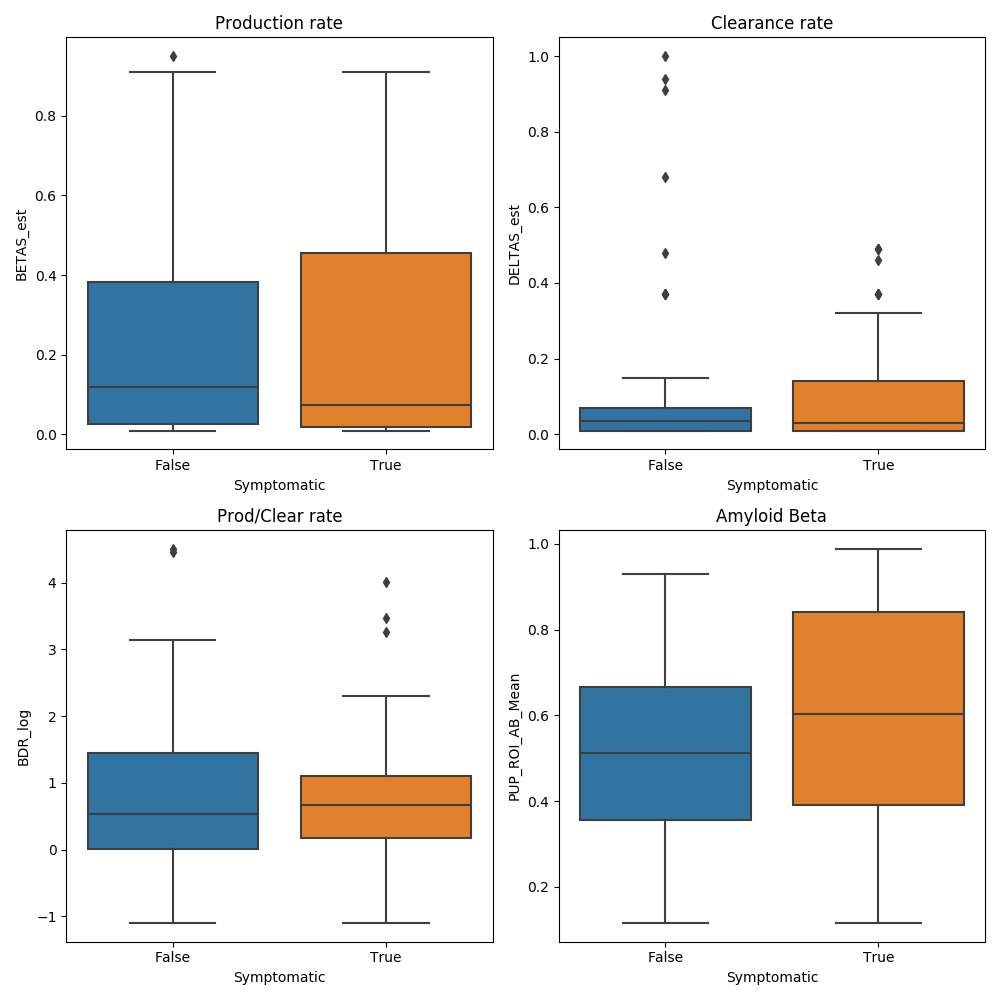 Production rate
BETAS_est
0.8
0.6
0.4
0.2
0.0
False True
Symptomatic
Clearance rate
DELTAS_est
1.0
0.8
0.6
0.4
0.2
0.0
False True
Symptomatic
Prod/Clear rate
BDR_log
4
3
2
1
0
−1
False True
Symptomatic
Amyloid Beta
PUP_ROI_AB_Mean
1.0
0.8
0.6
0.4
0.2
False True
Symptomatic